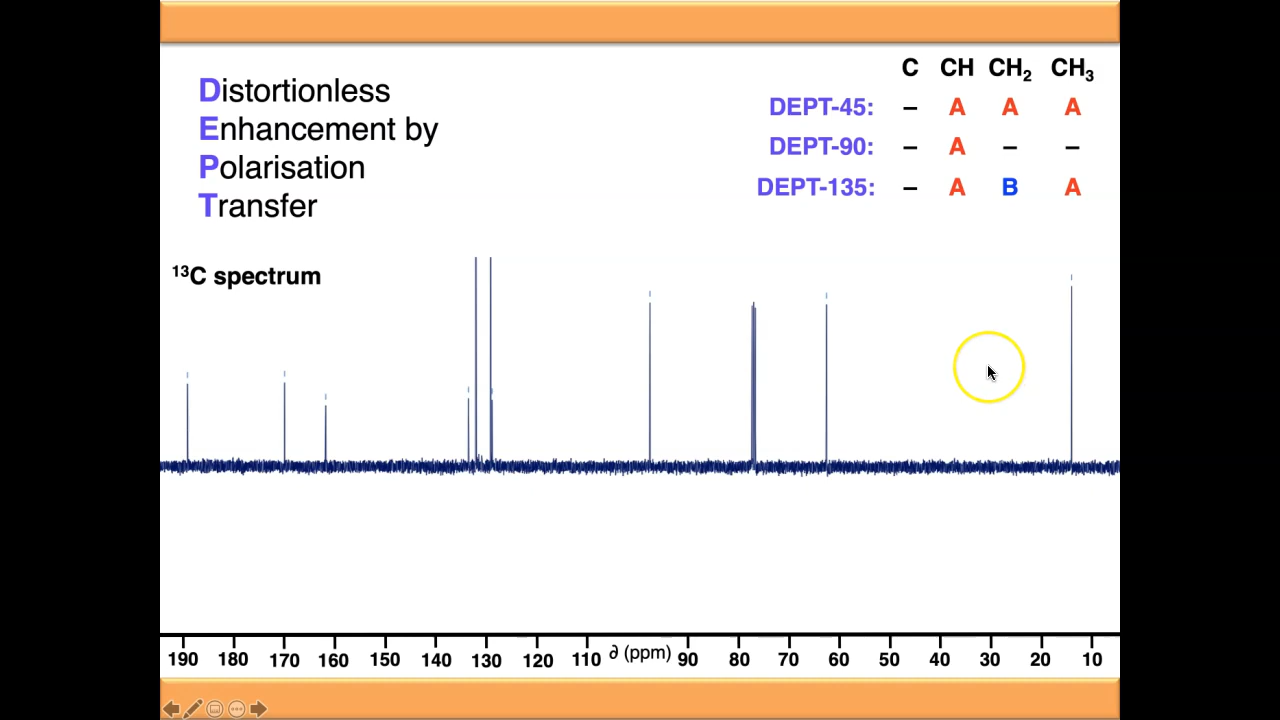 Distortionless
Enhancement by
Polarisation
Transfer
C CH CH₂ CH₃
DEPT-45: – A A A
DEPT-90: – A – –
DEPT-135: – A B A
¹³C spectrum
190 180 170 160 150 140 130 120 110 ∂ (ppm) 90 80 70 60 50 40 30 20 10